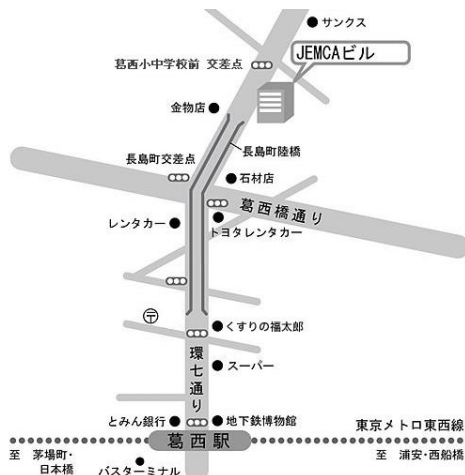 サンクス
JEMCAビル
葛西小中学校前 交差点
金物店
長島町陸橋
長島町交差点
石材店
葛西橋通り
レンタカー
トヨタレンタカー
〒
くすりの福太郎
環七通り
スーパー
とみん銀行
地下鉄博物館
東京メトロ東西線
葛西駅
至 茅場町・
日本橋
至 浦安・西船橋
バスターミナル